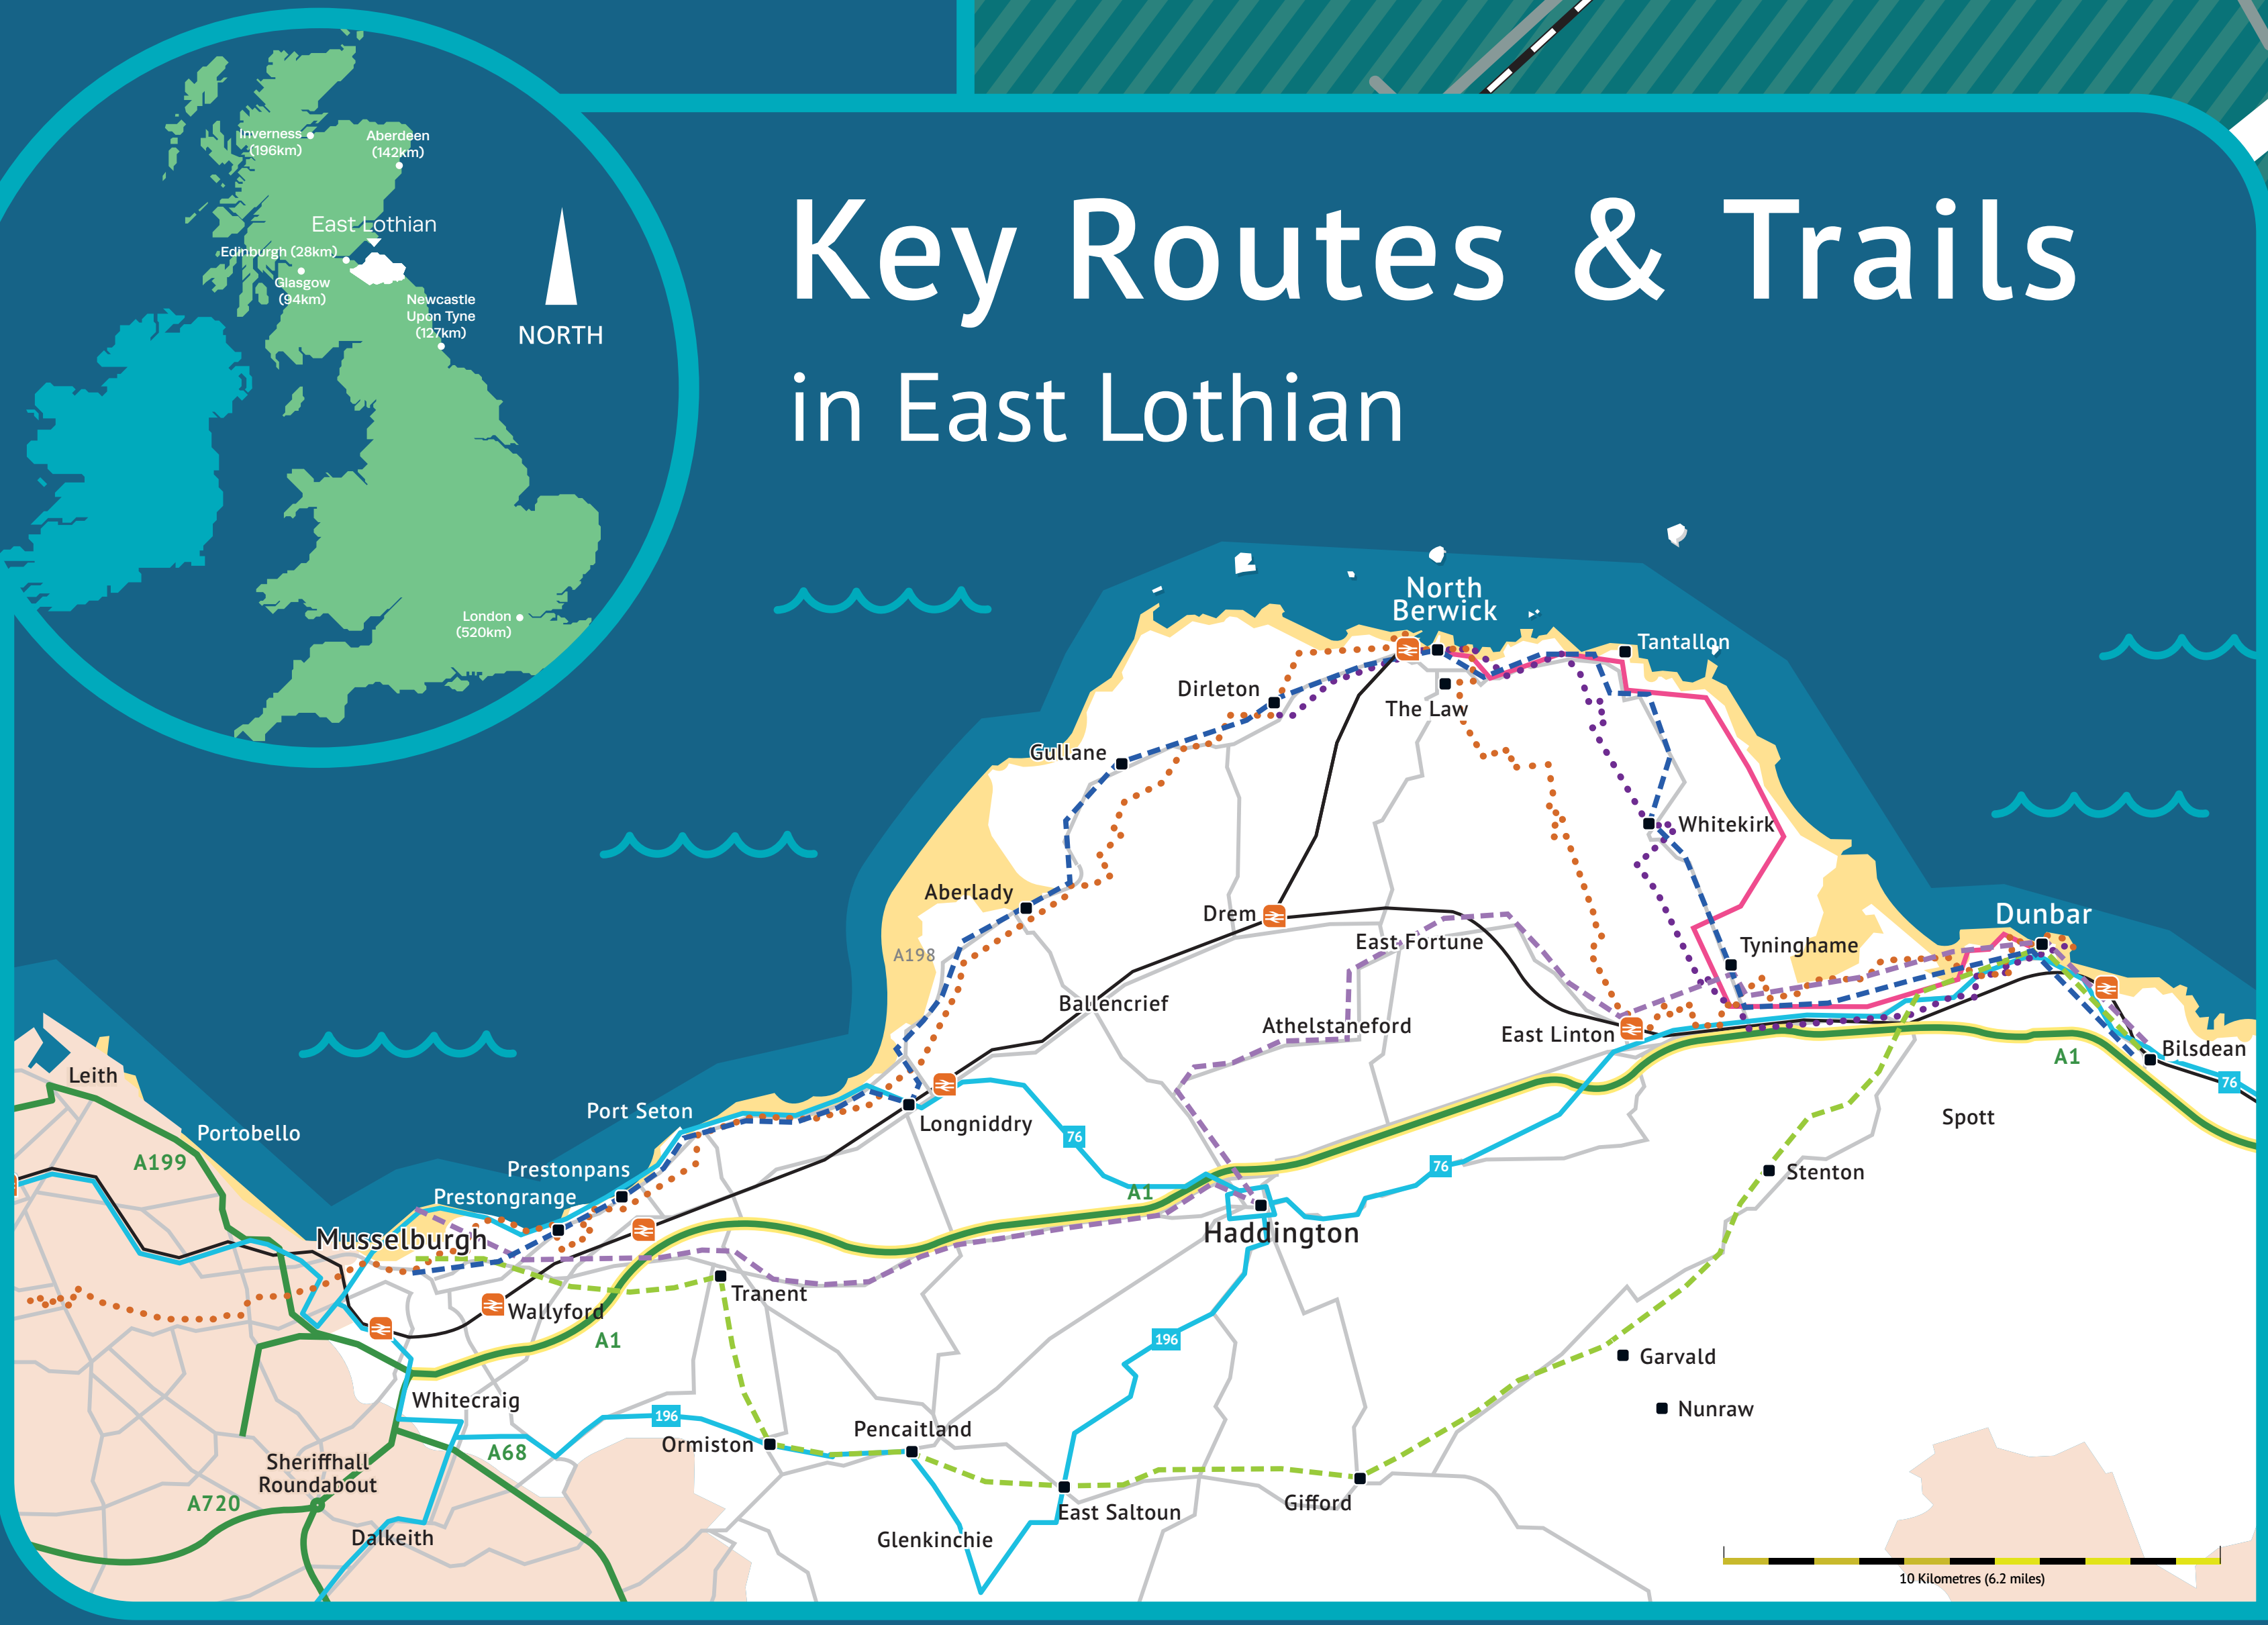 Key Routes & Trails
in East Lothian
Inverness
(196km)
Aberdeen
(142km)
East Lothian
Edinburgh (28km)
Glasgow
(94km)
Newcastle
Upon Tyne
(127km)
NORTH
London
(520km)
North
Berwick
Tantallon
Dirleton
The Law
Gullane
Whitekirk
Aberlady
Drem
Dunbar
East Fortune
Tyninghame
A198
Ballencrief
Athelstaneford
East Linton
Bilsdean
A1
76
Leith
Port Seton
Longniddry
Spott
Portobello
76
A199
Prestonpans
76
Stenton
Prestongrange
A1
Musselburgh
Haddington
Tranent
Wallyford
A1
196
Garvald
Whitecraig
Nunraw
196
Pencaitland
Ormiston
A68
Sheriffhall
Roundabout
A720
Gifford
East Saltoun
Dalkeith
Glenkinchie
10 Kilometres (6.2 miles)